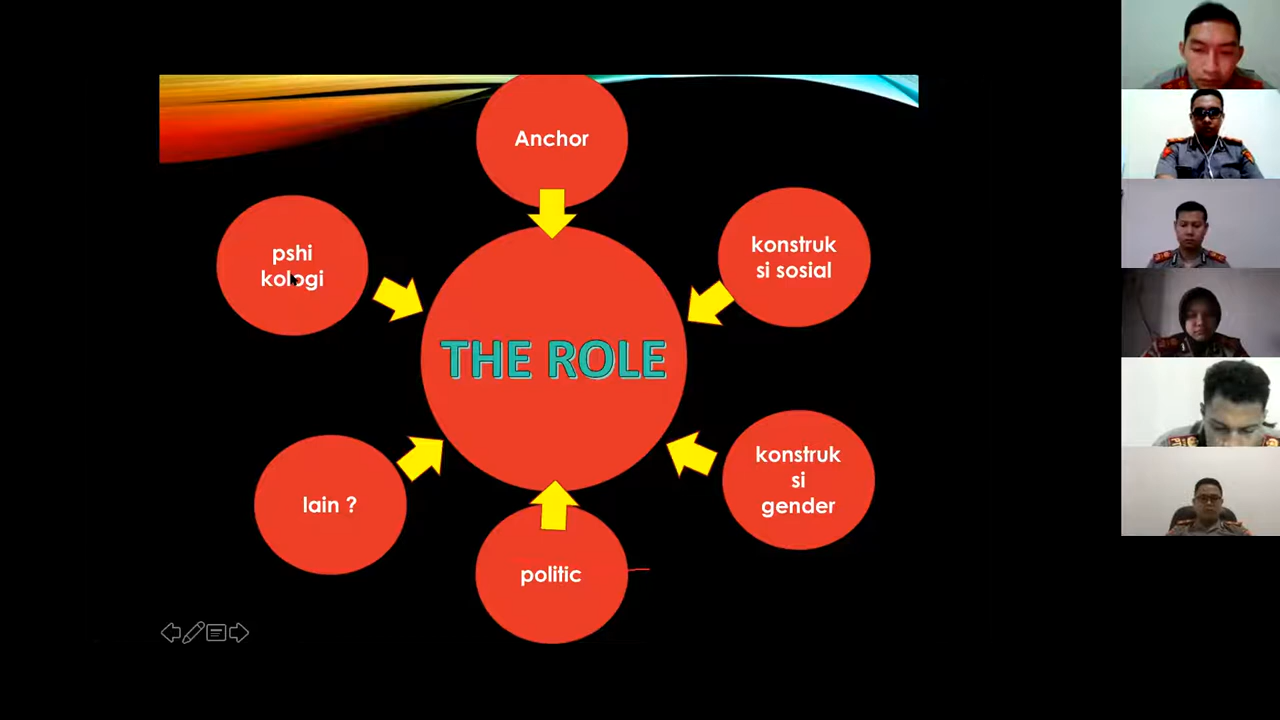 Anchor
konstruk
si sosial
pshi
kologi
THE ROLE
konstruk
si
gender
lain ?
politic